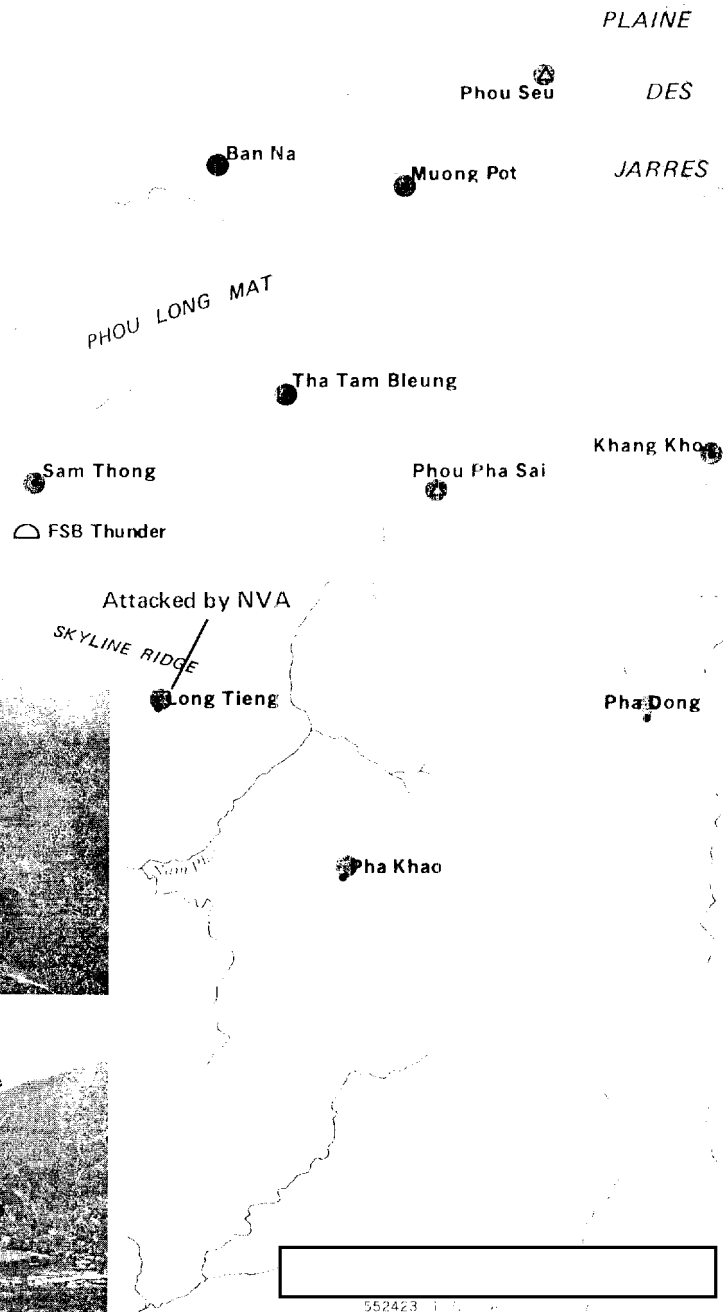 PLAINE
Phou Seu
DES
Ban Na
Muong Pot
JARRES
PHOU LONG MAT
Tha Tam Bleung
Khang Kho
Sam Thong
Phou Pha Sai
FSB Thunder
Attacked by NVA
SKYLINE RIDGE
Long Tieng
Pha Dong
Pha Khao
552423